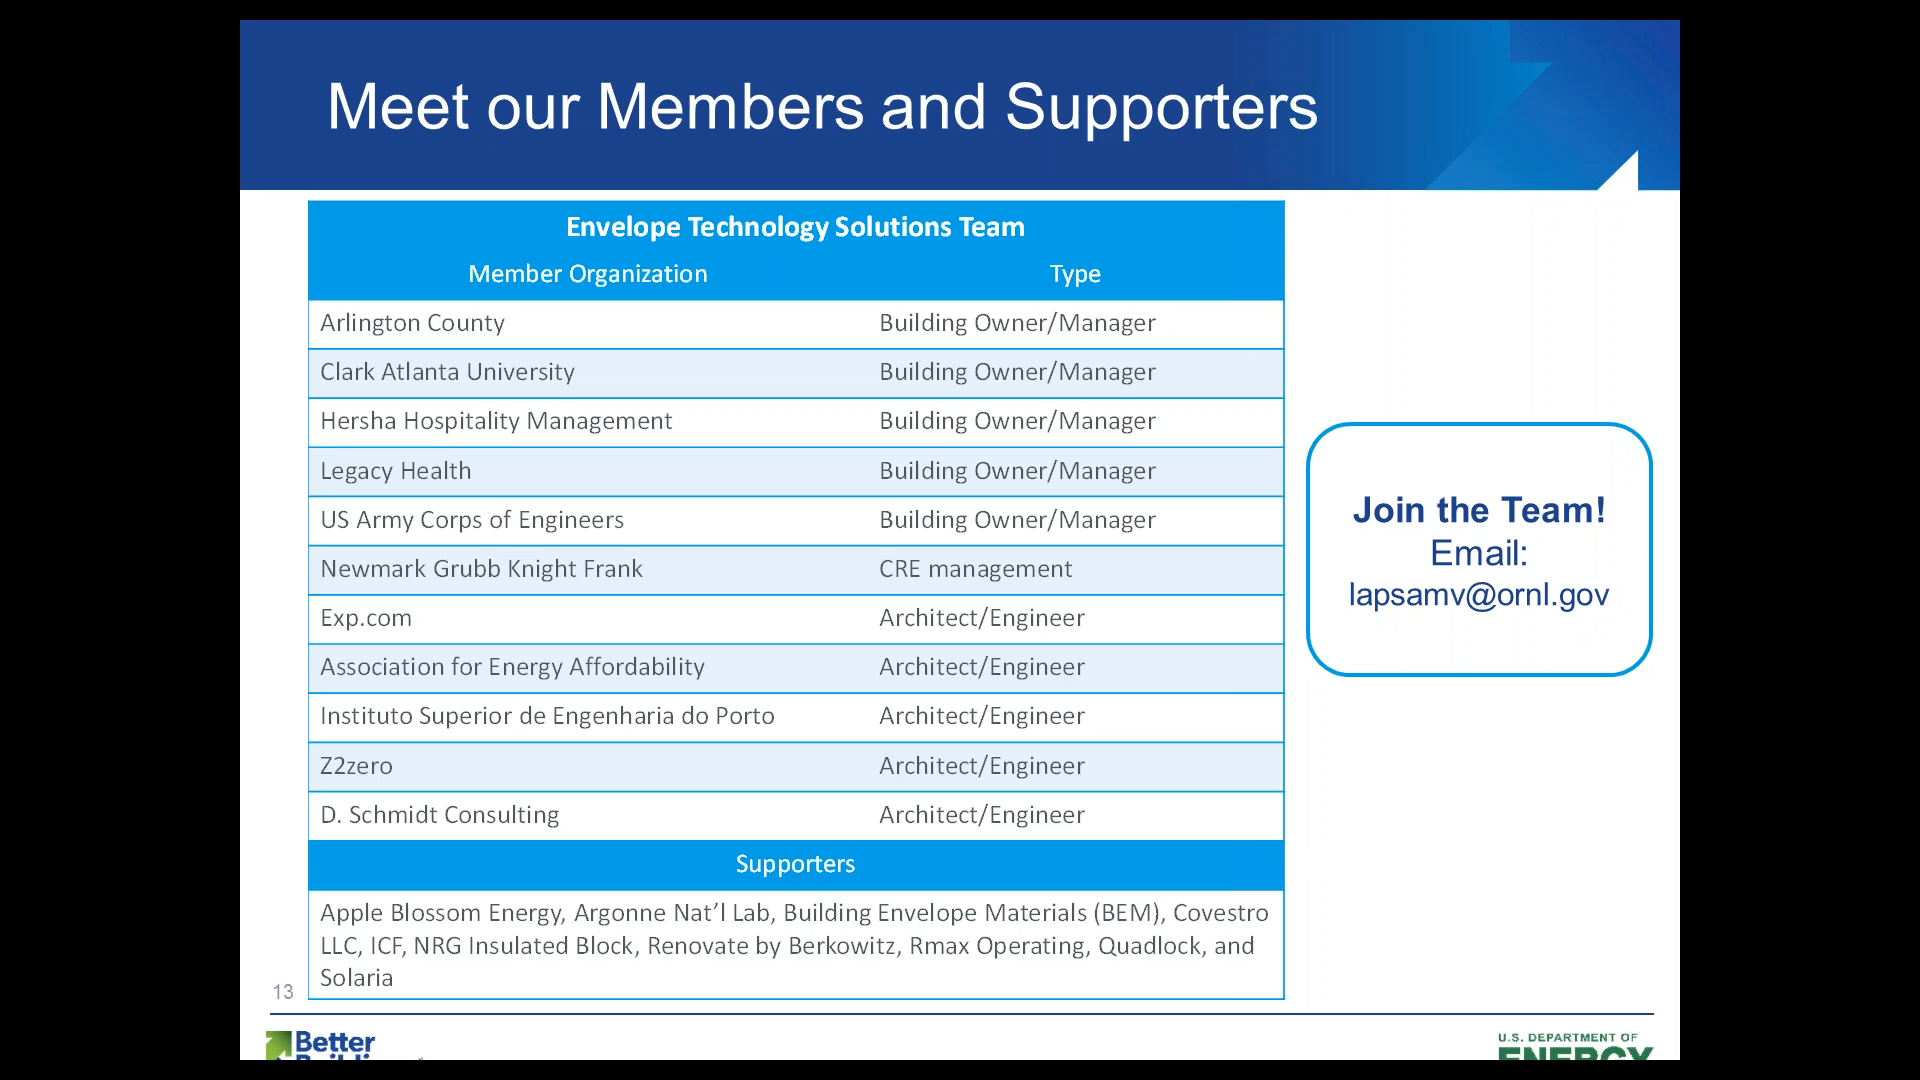 Meet our Members and Supporters
Envelope Technology Solutions Team
Member Organization Type
Arlington County Building Owner/Manager
Clark Atlanta University Building Owner/Manager
Hersha Hospitality Management Building Owner/Manager
Legacy Health Building Owner/Manager
US Army Corps of Engineers Building Owner/Manager
Newmark Grubb Knight Frank CRE management
Exp.com Architect/Engineer
Association for Energy Affordability Architect/Engineer
Instituto Superior de Engenharia do Porto Architect/Engineer
Z2zero Architect/Engineer
D. Schmidt Consulting Architect/Engineer
Supporters
Apple Blossom Energy, Argonne Nat’l Lab, Building Envelope Materials (BEM), Covestro
LLC, ICF, NRG Insulated Block, Renovate by Berkowitz, Rmax Operating, Quadlock, and
Solaria
Join the Team!
Email:
lapsamv@ornl.gov
13
Better
U.S. DEPARTMENT OF
ENERGY